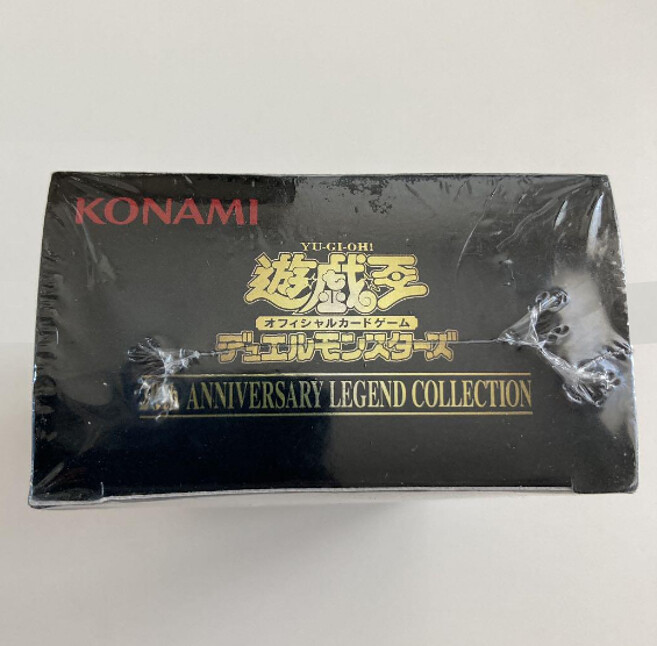 KONAMI
YU-GI-OH!
遊戯王
オフィシャルカードゲーム
デュエルモンスターズ
20th ANNIVERSARY LEGEND COLLECTION